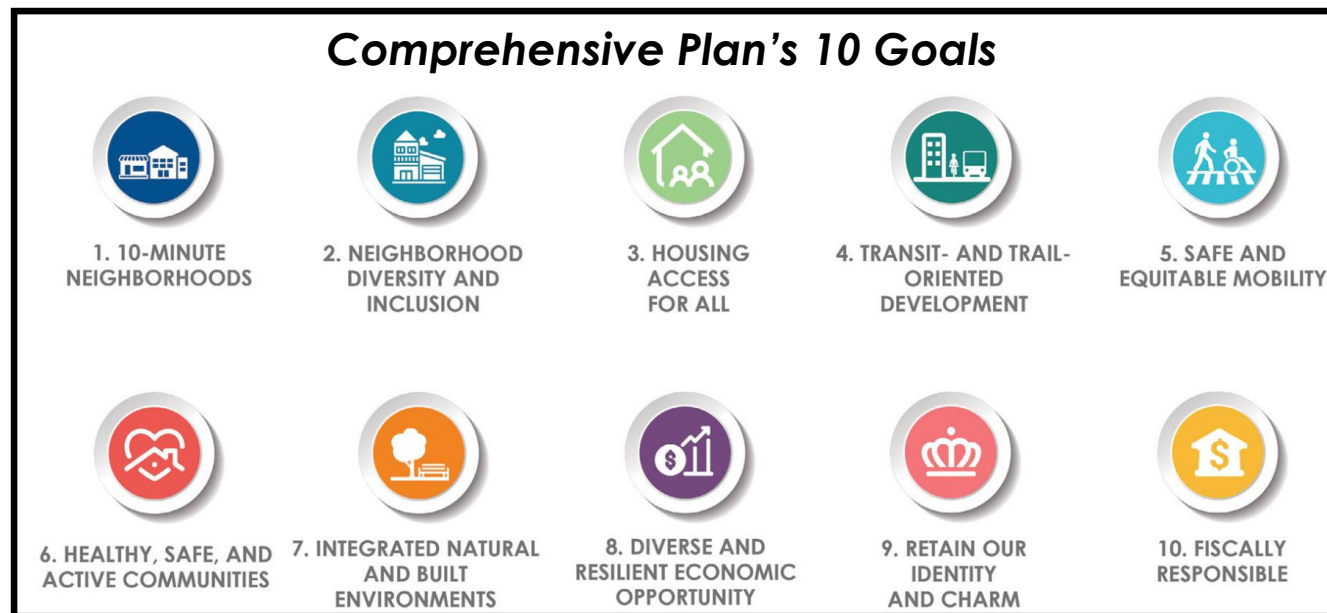 Comprehensive Plan's 10 Goals
1. 10-MINUTE
NEIGHBORHOODS
2. NEIGHBORHOOD
DIVERSITY AND
INCLUSION
3. HOUSING
ACCESS
FOR ALL
4. TRANSIT- AND TRAIL-
ORIENTED
DEVELOPMENT
5. SAFE AND
EQUITABLE MOBILITY
6. HEALTHY, SAFE, AND
ACTIVE COMMUNITIES
7. INTEGRATED NATURAL
AND BUILT
ENVIRONMENTS
$
8. DIVERSE AND
RESILIENT ECONOMIC
OPPORTUNITY
9. RETAIN OUR
IDENTITY
AND CHARM
$
10. FISCALLY
RESPONSIBLE